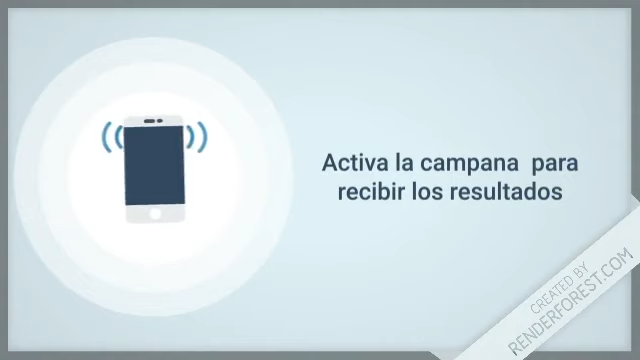 Activa la campana  para
recibir los resultados
CREATED BY
RENDERFOREST.COM